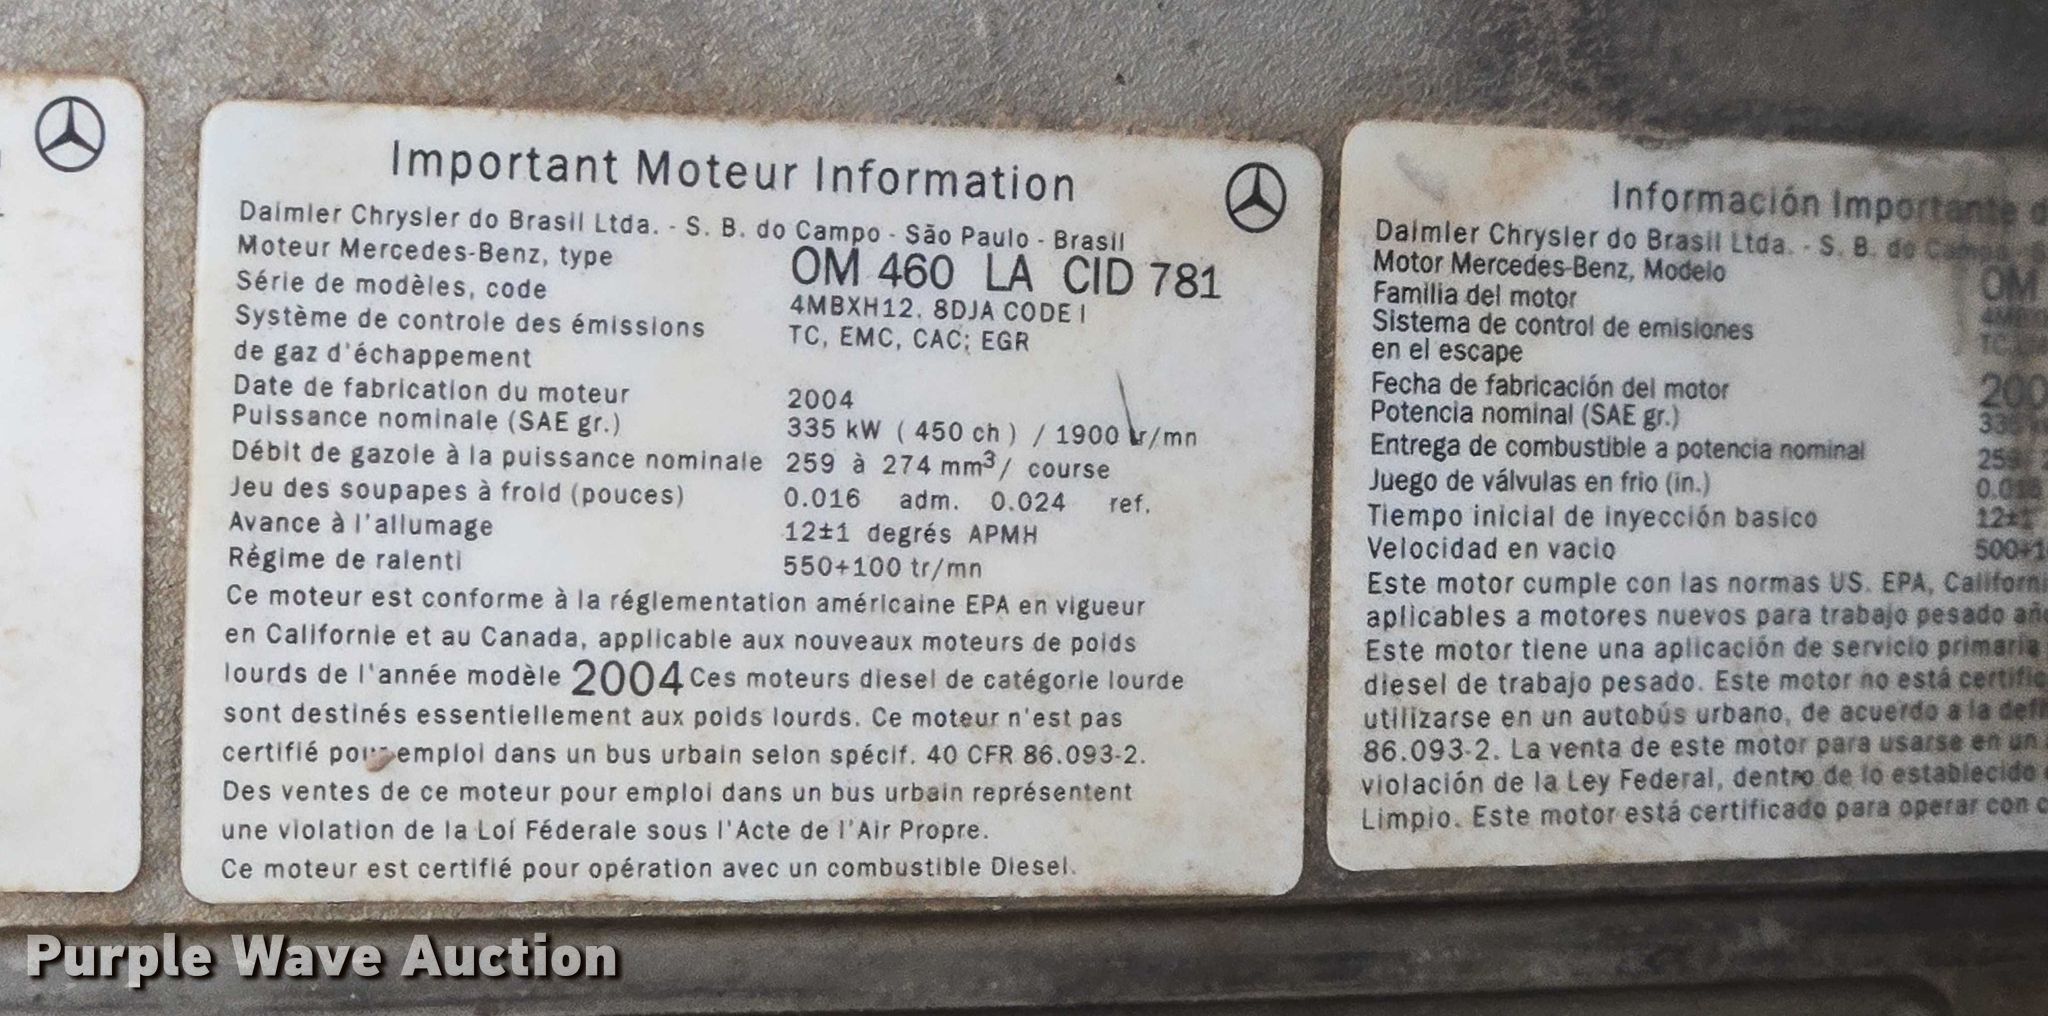 Important Moteur Information
Daimler Chrysler do Brasil Ltda. - S. B. do Campo - São Paulo - Brasil
Moteur Mercedes-Benz, type OM 460 LA CID 781
Série de modèles, code 4MBXH12. 8DJA CODE I
Système de controle des émissions TC, EMC, CAC; EGR
de gaz d'échappement
Date de fabrication du moteur 2004
Puissance nominale (SAE gr.) 335 kW ( 450 ch ) / 1900 tr/mn
Débit de gazole à la puissance nominale 259 à 274 mm³/ course
Jeu des soupapes à froid (pouces) 0.016 adm. 0.024 ref.
Avance à l'allumage 12±1 degrés APMH
Règime de ralenti 550+100 tr/mn
Ce moteur est conforme à la réglementation américaine EPA en vigueur
en Californie et au Canada, applicable aux nouveaux moteurs de poids
lourds de l'année modèle 2004 Ces moteurs diesel de catégorie lourde
sont destinés essentiellement aux poids lourds. Ce moteur n'est pas
certifié pour emploi dans un bus urbain selon spécif. 40 CFR 86.093-2.
Des ventes de ce moteur pour emploi dans un bus urbain représentent
une violation de la Loi Féderale sous l'Acte de l'Air Propre.
Ce moteur est certifié pour opération avec un combustible Diesel.
Información Importante
Daimler Chrysler do Brasil Ltda. - S. B. do Campo
Motor Mercedes-Benz, Modelo OM
Familia del motor
Sistema de control de emisiones
en el escape
Fecha de fabricación del motor 200
Potencia nominal (SAE gr.)
Entrega de combustible a potencia nominal
Juego de válvulas en frio (in.)
Tiempo inicial de inyección basico 12±1
Velocidad en vacio 500+1
Este motor cumple con las normas US. EPA, Californi
aplicables a motores nuevos para trabajo pesado año
Este motor tiene una aplicación de servicio primaria
diesel de trabajo pesado. Este motor no está certific
utilizarse en un autobús urbano, de acuerdo a la defi
86.093-2. La venta de este motor para usarse en un
violación de la Ley Federal, dentro de lo establecido
Limpio. Este motor está certificado para operar con c
Purple Wave Auction